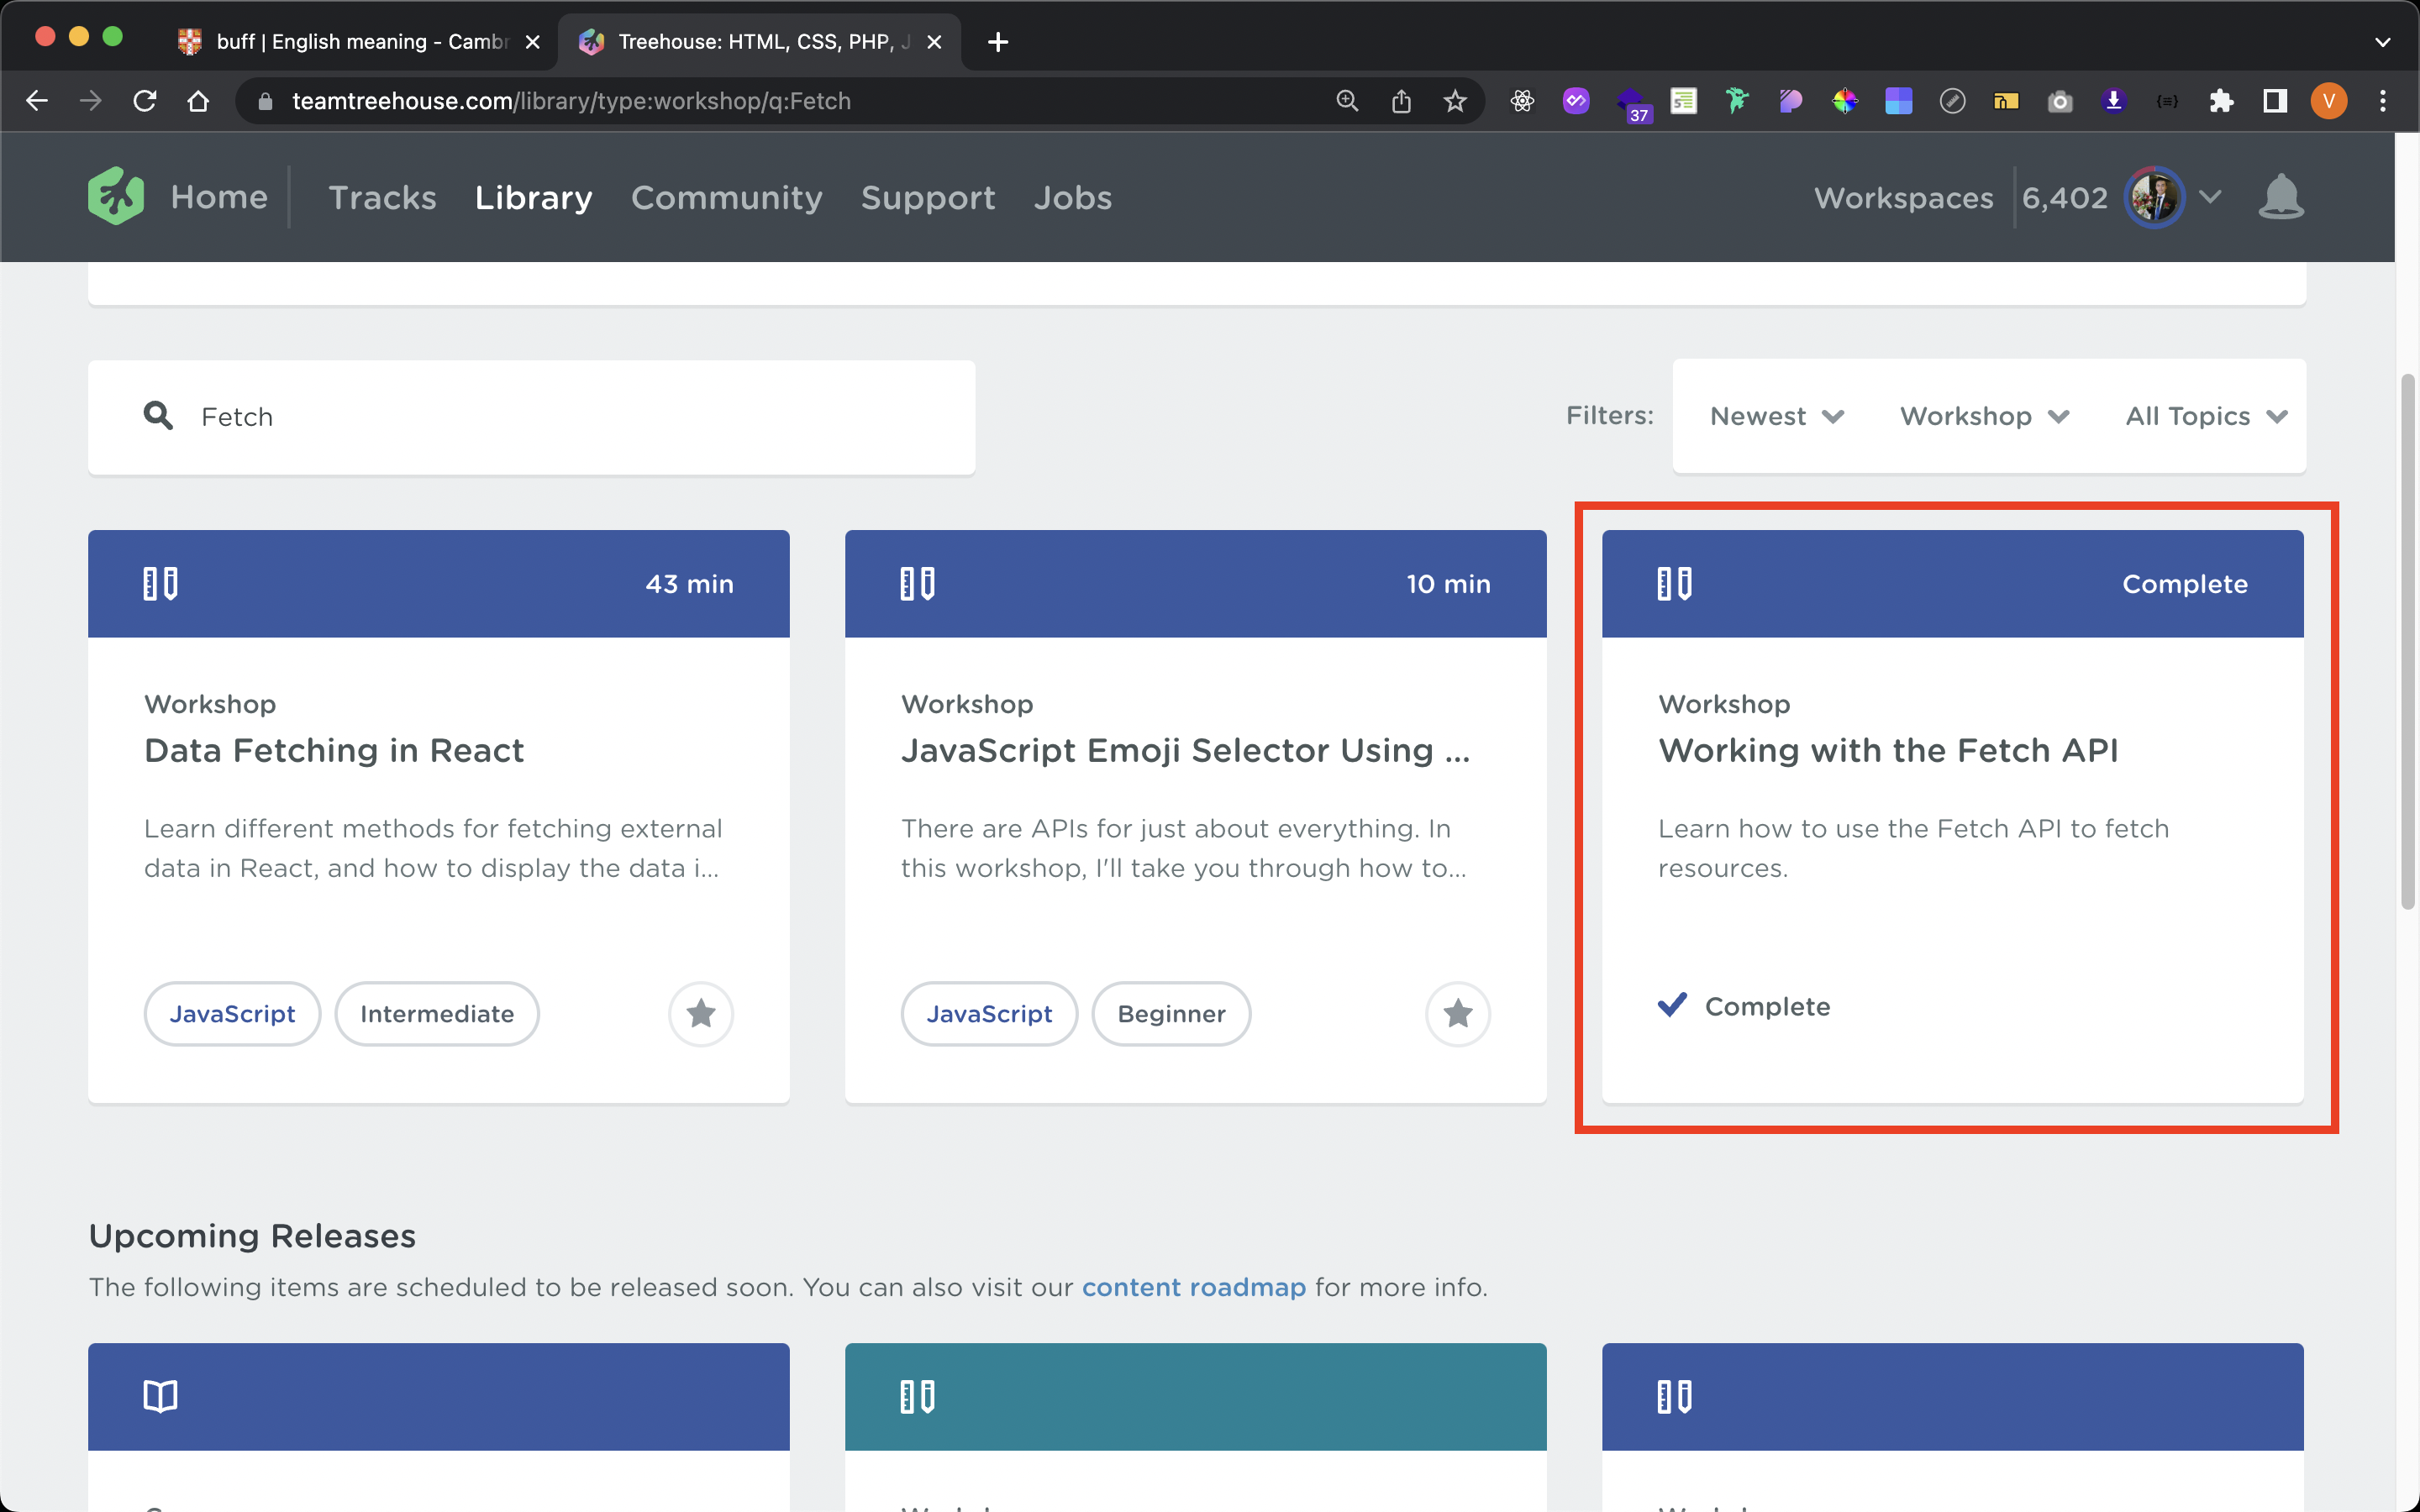 buff | English meaning - Camb
Treehouse: HTML, CSS, PHP, J
teamtreehouse.com/library/type:workshop/q:Fetch
37
V
Home
Tracks
Library
Community
Support
Jobs
Workspaces
6,402
Fetch
Filters:
Newest
Workshop
All Topics
43 min
Workshop
Data Fetching in React
Learn different methods for fetching external
data in React, and how to display the data i...
JavaScript
Intermediate
10 min
Workshop
JavaScript Emoji Selector Using ...
There are APIs for just about everything. In
this workshop, I'll take you through how to...
JavaScript
Beginner
Complete
Workshop
Working with the Fetch API
Learn how to use the Fetch API to fetch
resources.
Complete
Upcoming Releases
The following items are scheduled to be released soon. You can also visit our content roadmap for more info.